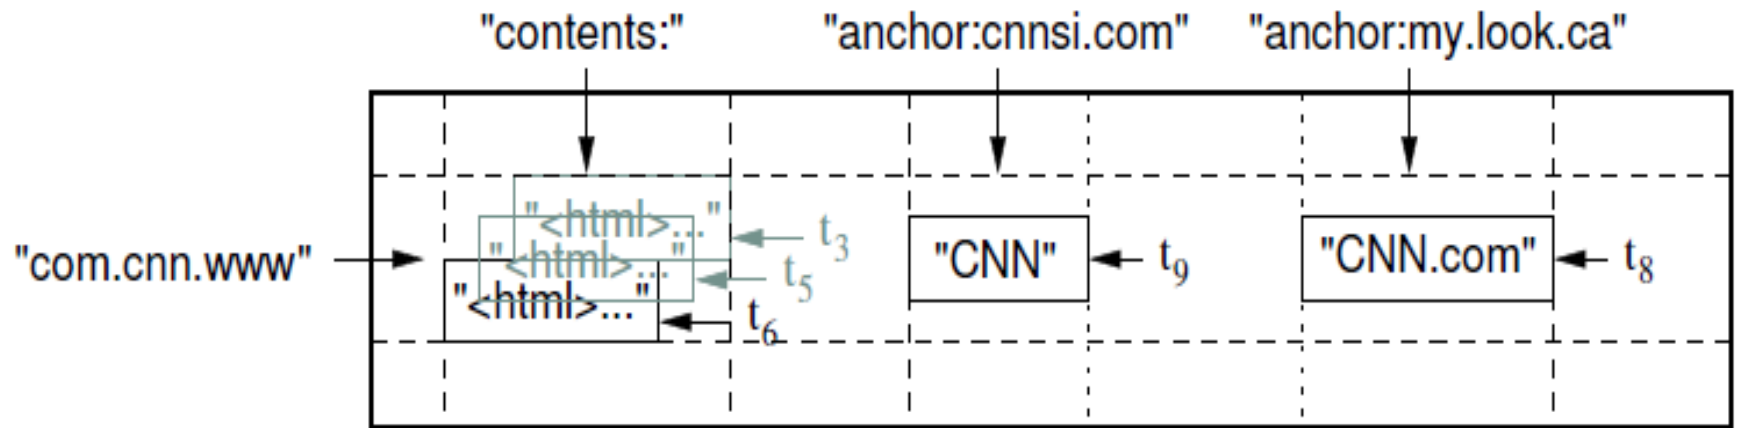 "contents:" "anchor:cnnsi.com" "anchor:my.look.ca"
"<html>..." t3
"com.cnn.www" "<html>..." t5 "CNN" t9 "CNN.com" t8
"<html>..." t6